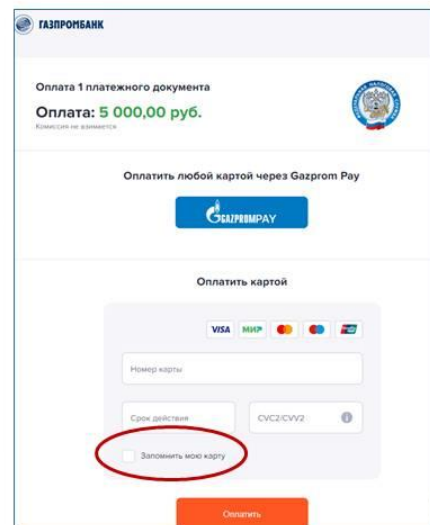 ГАЗПРОМБАНК
Оплата 1 платежного документа
Оплата: 5 000,00 руб.
Комиссия не взимается
Оплатить любой картой через Gazprom Pay
GAZPROMPAY
Оплатить картой
VISA МИР
Номер карты
Срок действия CVC2/CVV2
Запомнить мою карту
Оплатить